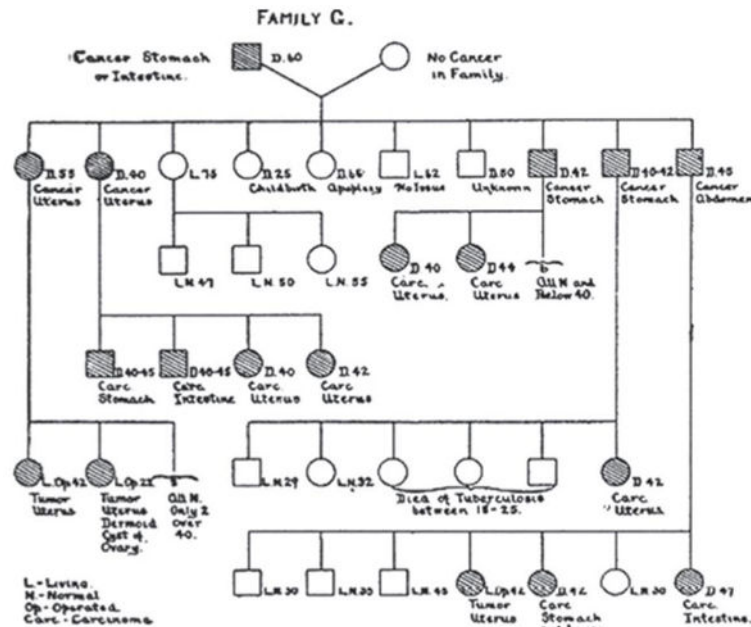 FAMILY G.
Cancer Stomach
or Intestine.
D.60
No Cancer
in Family.
D.55
Cancer
Uterus
D.40
Cancer
Uterus
L.75
D.25
Childbirth
D.66
Apoplexy
L.62
No Issue
D.50
Unknown
D.42
Cancer
Stomach
D.40-42
Cancer
Stomach
D.45
Cancer
Abdomen
L.N.47
L.N.50
L.N.55
D.40
Carc
Uterus.
D.44
Carc
Uterus
6
All N and
Below 40.
D.40-45
Carc
Stomach
D.40-45
Carc
Intestine
D.40
Carc
Uterus
D.42
Carc
Uterus
L.Op.42
Tumor
Uterus
L.Op.22
Tumor
Uterus
Dermoid
Cyst of
Ovary.
All N.
Only 2
over
40.
L.N.29
L.N.32
Died of Tuberculosis
between 18-25.
D.42
Carc
Uterus
L.N.30
L.N.35
L.N.45
L.Op.42
Tumor
Uterus
D.42
Carc
Stomach
L.N.30
D.47
Carc
Intestine
L-Living.
N-Normal
Op-Operated
Carc-Carcinoma